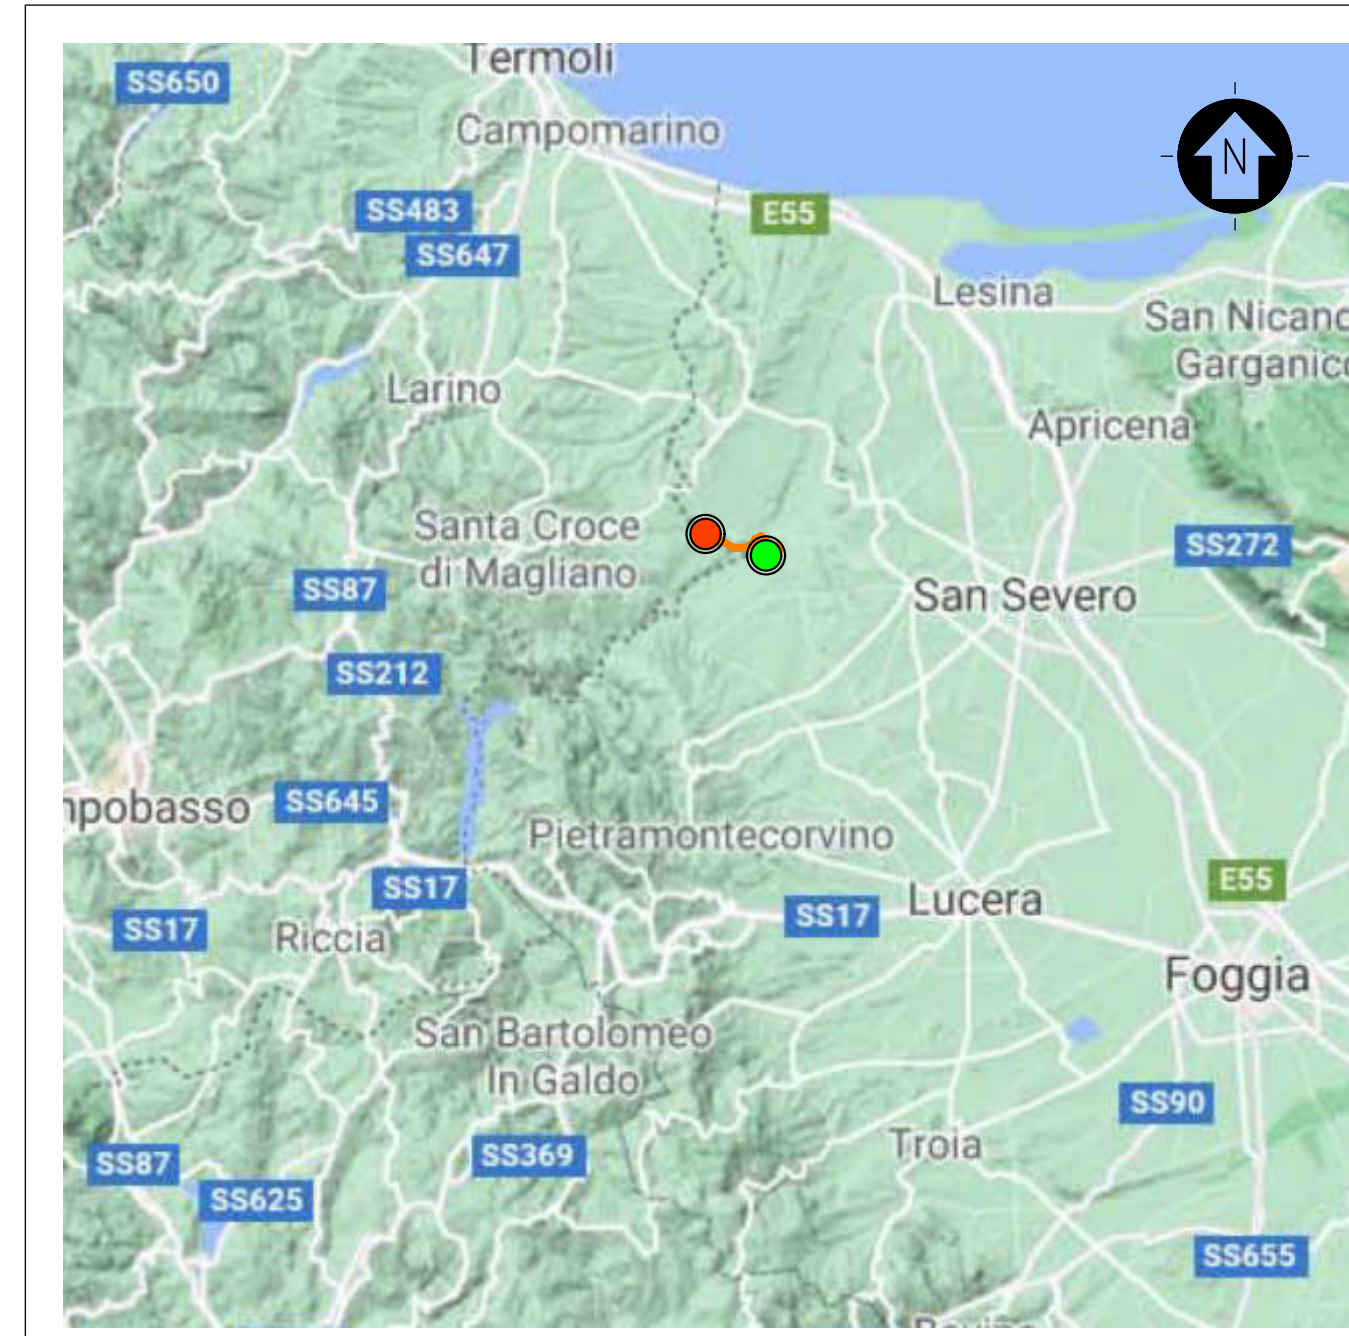 Termoli
SS650
Campomarino
N
SS483
E55
SS647
Lesina
San Nicand
Garganico
Larino
Apricena
Santa Croce
di Magliano
SS272
SS87
San Severo
SS212
SS645
mpobasso
Pietramontecorvino
SS17
E55
Lucera
SS17
SS17
Riccia
Foggia
San Bartolomeo
In Galdo
SS90
Troia
SS369
SS87
SS625
SS655